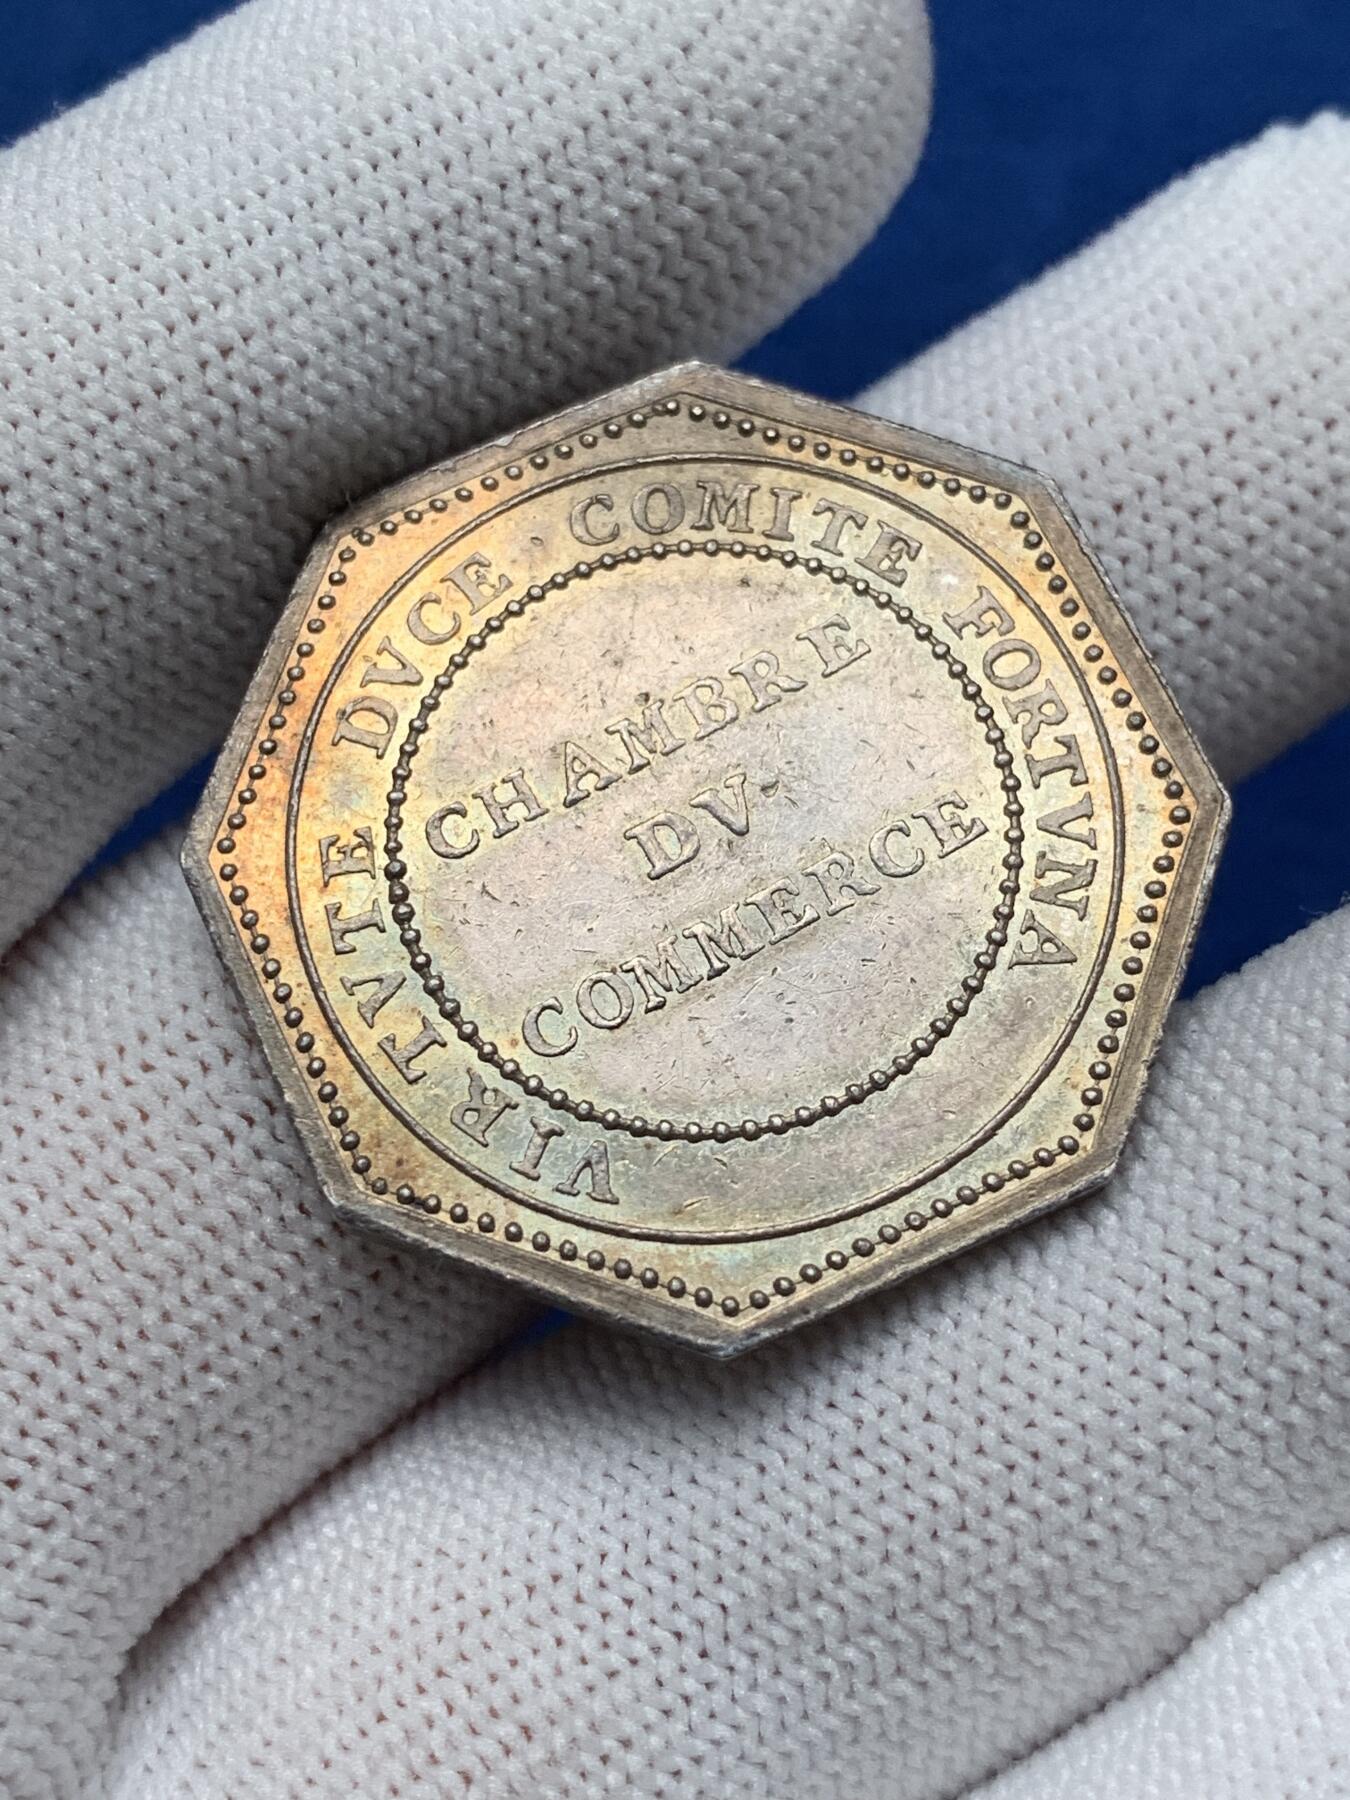 VIRTVTE DVCE · COMITE FORTVNA
CHAMBRE
DV·
COMMERCE